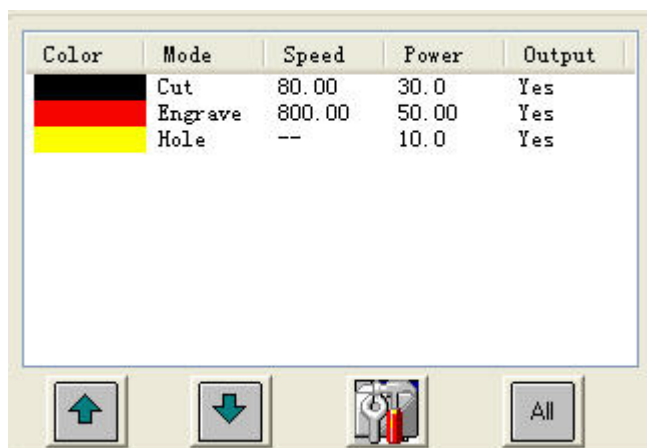 Color Mode Speed Power Output
Cut 80.00 30.0 Yes
Engrave 800.00 50.00 Yes
Hole -- 10.0 Yes
All